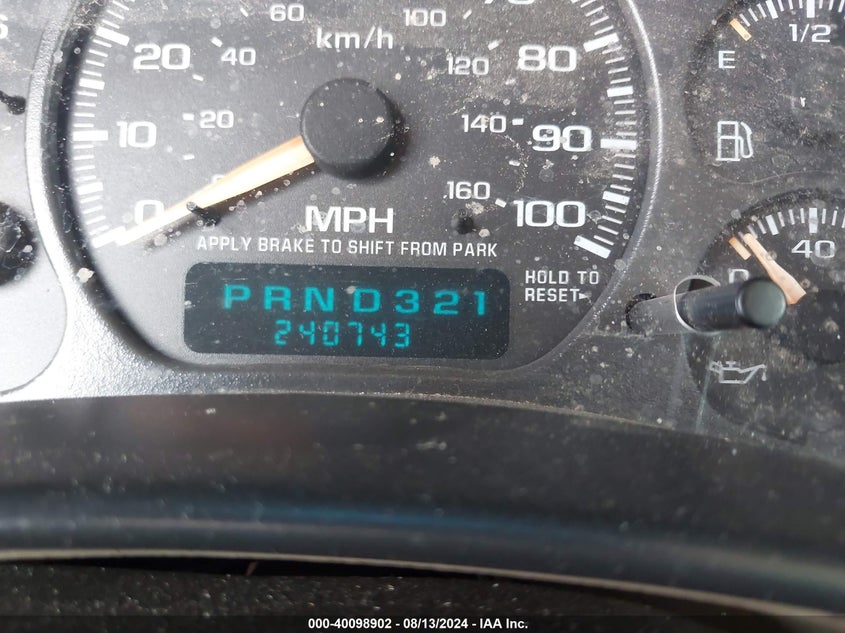 60
100
km/h
1/2
20
40
120
80
E
10
20
140
90
0
160
100
MPH
40
APPLY BRAKE TO SHIFT FROM PARK
HOLD TO
RESET
PRND321
240743
000-40098902 - 08/13/2024 - IAA Inc.